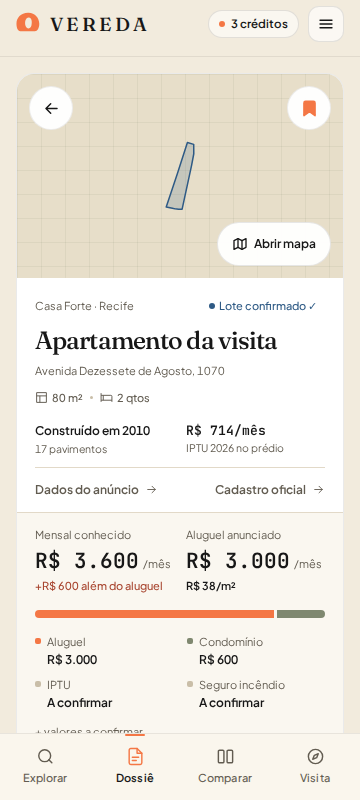 VEREDA
3 créditos
Abrir mapa
Casa Forte · Recife
Lote confirmado ✓
Apartamento da visita
Avenida Dezessete de Agosto, 1070
80 m² • 2 qtos
Construído em 2010
R$ 714/mês
17 pavimentos
IPTU 2026 no prédio
Dados do anúncio →
Cadastro oficial →
Mensal conhecido
Aluguel anunciado
R$ 3.600 /mês
R$ 3.000 /mês
+R$ 600 além do aluguel
R$ 38/m²
Aluguel
Condomínio
R$ 3.000
R$ 600
IPTU
Seguro incêndio
A confirmar
A confirmar
+ valores a confirmar
Explorar
Dossiê
Comparar
Visita